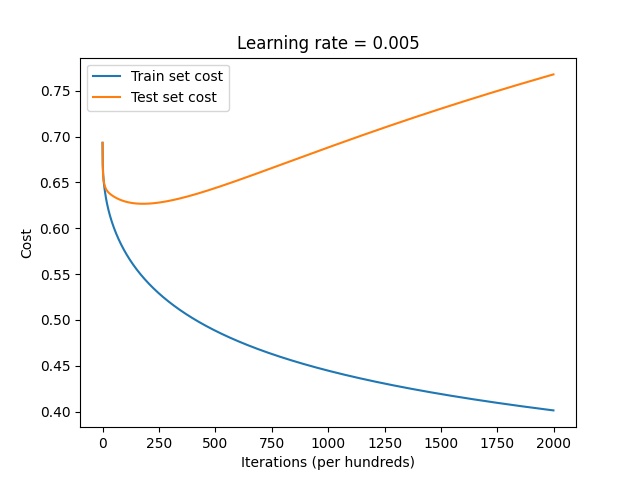 Learning rate = 0.005
Train set cost
Test set cost
0.75
0.70
0.65
0.60
0.55
0.50
0.45
0.40
Cost
0 250 500 750 1000 1250 1500 1750 2000
Iterations (per hundreds)